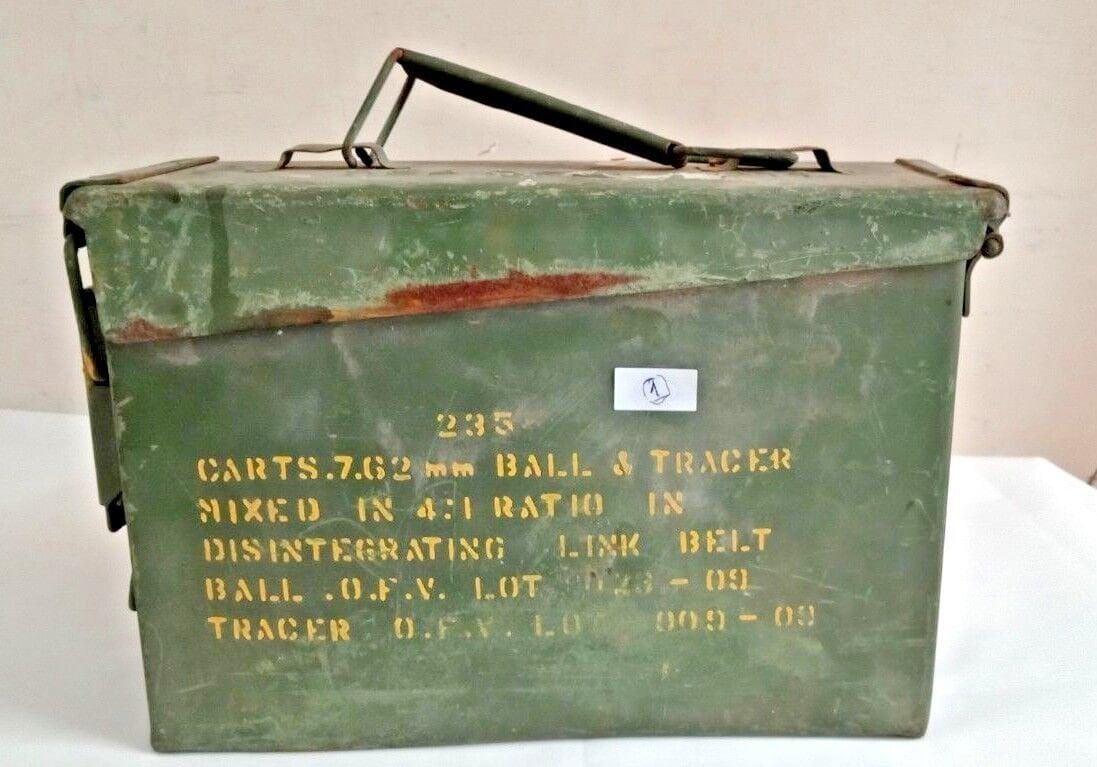 1
235
CARTS.7.62 mm BALL & TRACER
MIXED IN 4:1 RATIO IN
DISINTEGRATING LINK BELT
BALL .O.F.V. LOT - 09
TRACER O.F.V. LOT 009 - 09